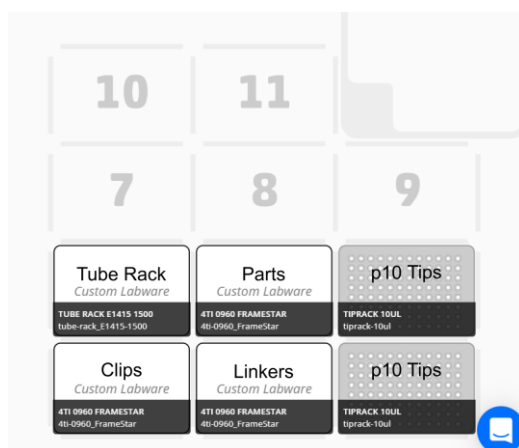 10
11
7
8
9
Tube Rack
Custom Labware
TUBE RACK E1415 1500
tube-rack_E1415-1500
Parts
Custom Labware
4TI 0960 FRAMESTAR
4ti-0960_FrameStar
p10 Tips
TIPRACK 10UL
tiprack-10ul
Clips
Custom Labware
4TI 0960 FRAMESTAR
4ti-0960_FrameStar
Linkers
Custom Labware
4TI 0960 FRAMESTAR
4ti-0960_FrameStar
p10 Tips
TIPRACK 10UL
tiprack-10ul